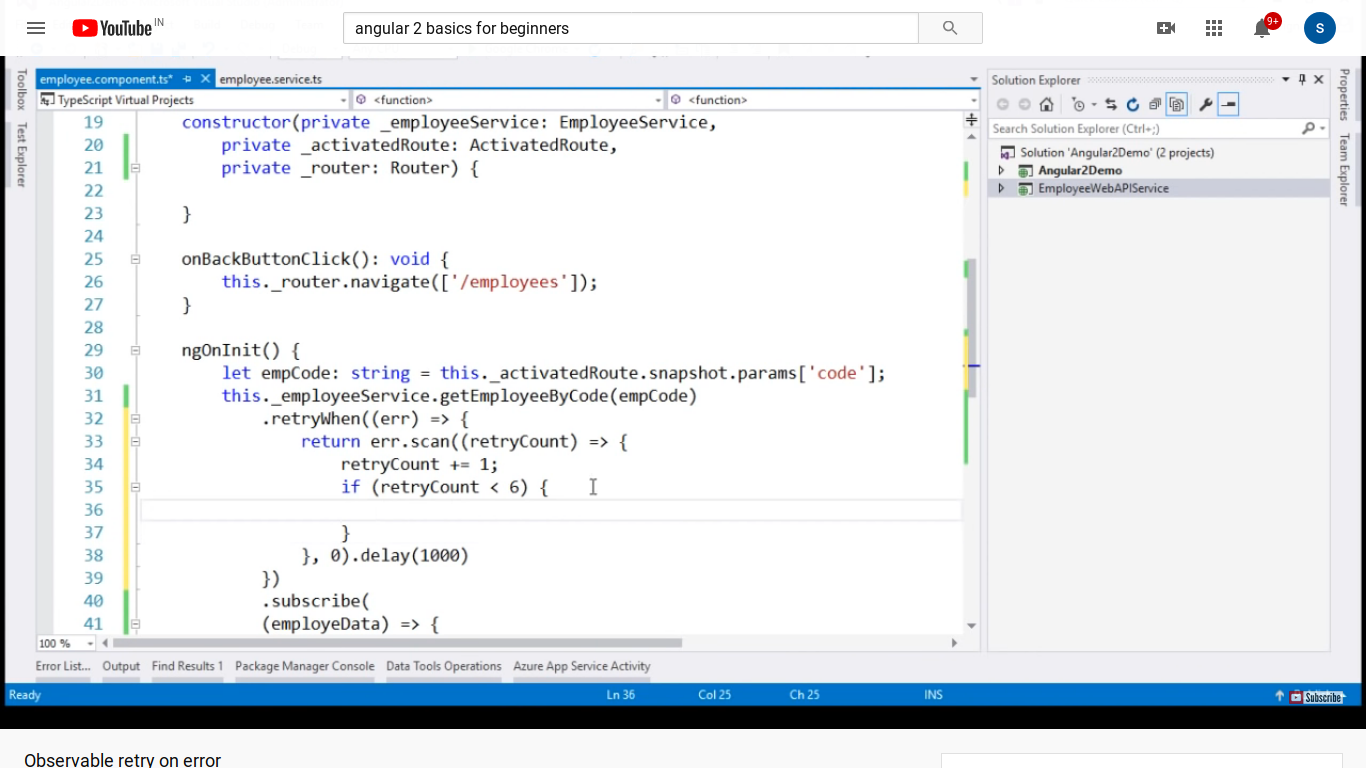 YouTube IN
angular 2 basics for beginners
9+
S
Toolbox
Test Explorer
employee.component.ts*
employee.service.ts
TypeScript Virtual Projects
<function>
<function>
19 constructor(private _employeeService: EmployeeService,
20 private _activatedRoute: ActivatedRoute,
21 private _router: Router) {
22
23 }
24
25 onBackButtonClick(): void {
26 this._router.navigate(['/employees']);
27 }
28
29 ngOnInit() {
30 let empCode: string = this._activatedRoute.snapshot.params['code'];
31 this._employeeService.getEmployeeByCode(empCode)
32 .retryWhen((err) => {
33 return err.scan((retryCount) => {
34 retryCount += 1;
35 if (retryCount < 6) {
36
37 }
38 }, 0).delay(1000)
39 })
40 .subscribe(
41 (employeData) => {
100 %
Solution Explorer
Search Solution Explorer (Ctrl+;)
Solution 'Angular2Demo' (2 projects)
Angular2Demo
EmployeeWebAPIService
Properties
Team Explorer
Error List... Output Find Results 1 Package Manager Console Data Tools Operations Azure App Service Activity
Ready Ln 36 Col 25 Ch 25 INS
Subscribe
Observable retry on error